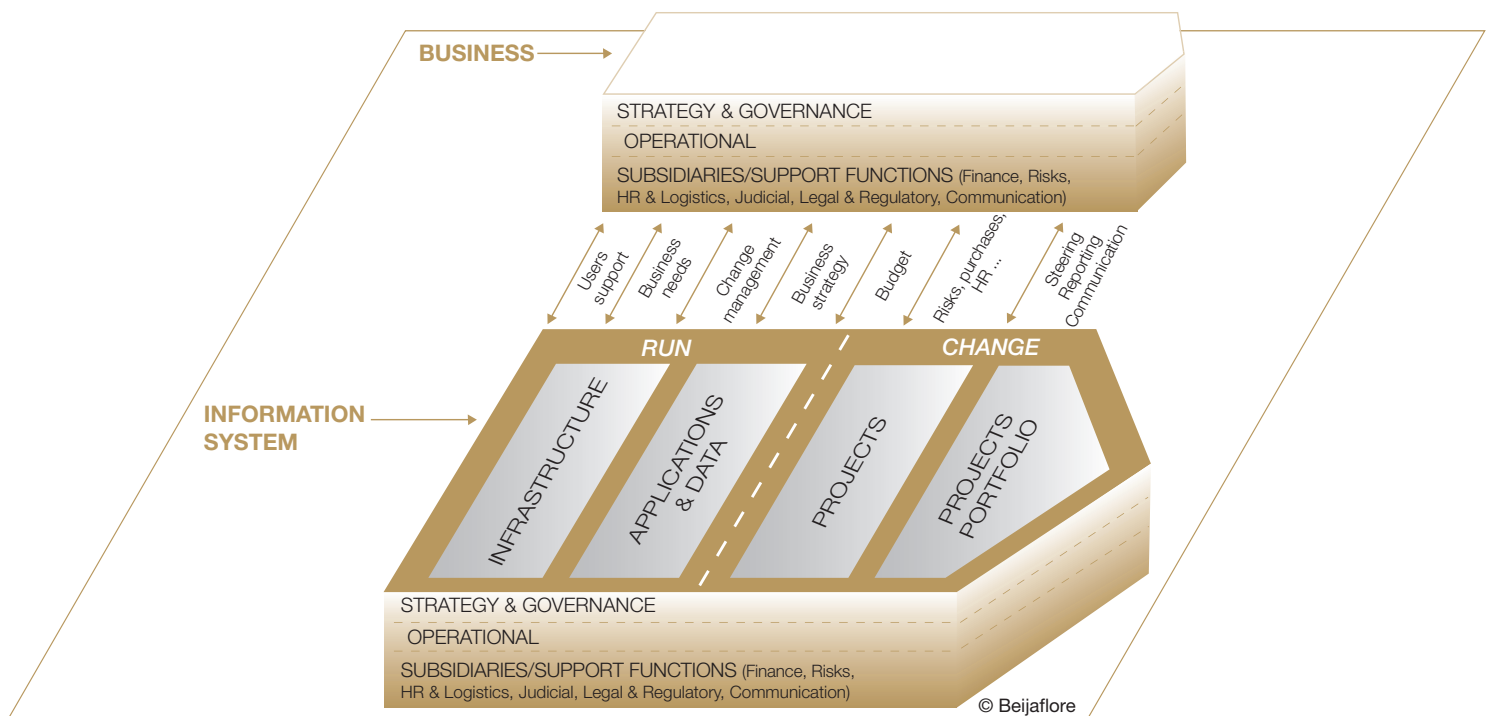 BUSINESS
STRATEGY & GOVERNANCE
OPERATIONAL
SUBSIDIARIES/SUPPORT FUNCTIONS (Finance, Risks,
HR & Logistics, Judicial, Legal & Regulatory, Communication)
Users
support
Business
needs
Change
management
Business
strategy
Budget
Risks, purchases,
HR ...
Steering
Reporting
Communication
RUN
CHANGE
INFORMATION
SYSTEM
INFRASTRUCTURE
APPLICATIONS
& DATA
PROJECTS
PROJECTS
PORTFOLIO
STRATEGY & GOVERNANCE
OPERATIONAL
SUBSIDIARIES/SUPPORT FUNCTIONS (Finance, Risks,
HR & Logistics, Judicial, Legal & Regulatory, Communication)
© Beijaflore